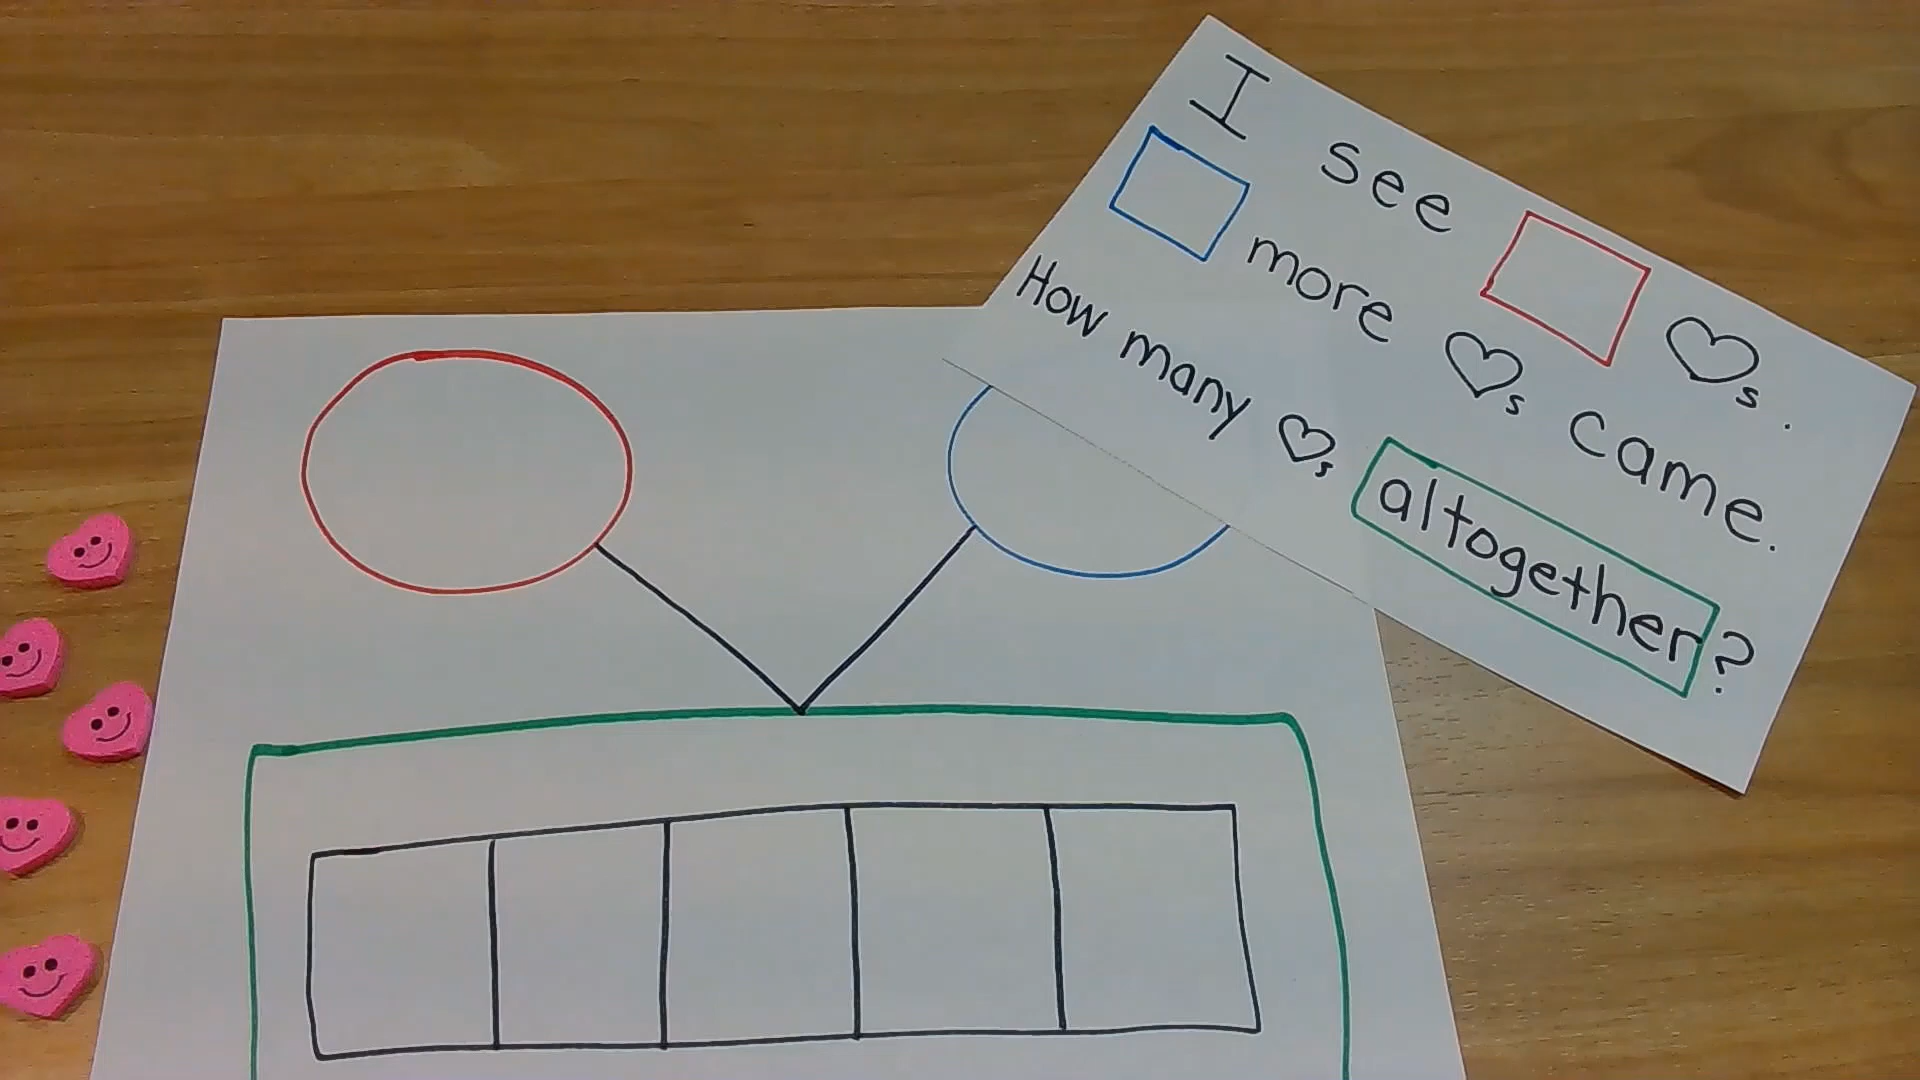 I see ♡s.
more ♡s came.
How many ♡s altogether?